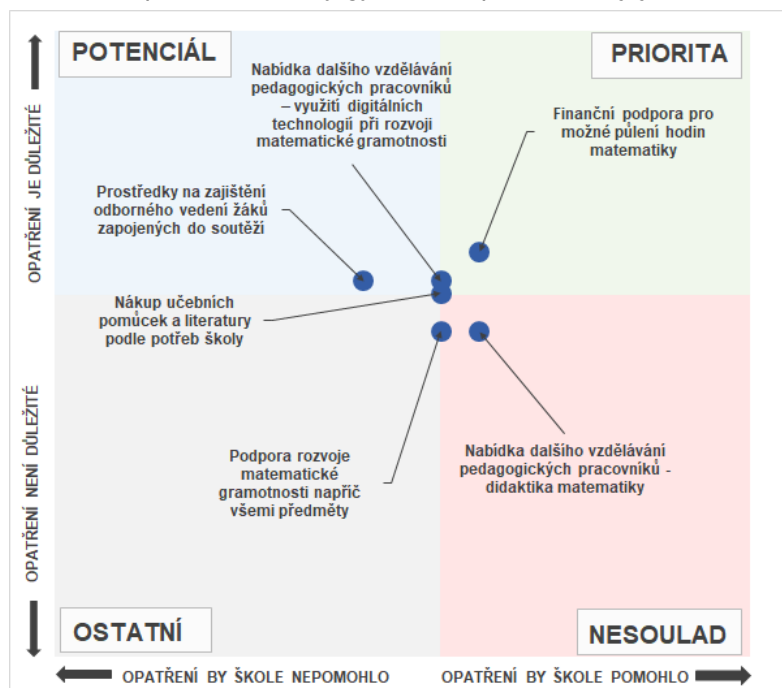 POTENCIÁL
PRIORITA
Nabídka dalšího vzdělávání
pedagogických pracovníků
– využití digitálních
technologií při rozvoji
matematické gramotnosti
Finanční podpora pro
možné půlení hodin
matematiky
Prostředky na zajištění
odborného vedení žáků
zapojených do soutěží
Nákup učebních
pomůcek a literatury
podle potřeb školy
Podpora rozvoje
matematické
gramotnosti napříč
všemi předměty
Nabídka dalšího vzdělávání
pedagogických pracovníků -
didaktika matematiky
OSTATNÍ
NESOULAD
OPATŘENÍ JE DŮLEŽITÉ
OPATŘENÍ NENÍ DŮLEŽITÉ
OPATŘENÍ BY ŠKOLE NEPOMOHLO
OPATŘENÍ BY ŠKOLE POMOHLO